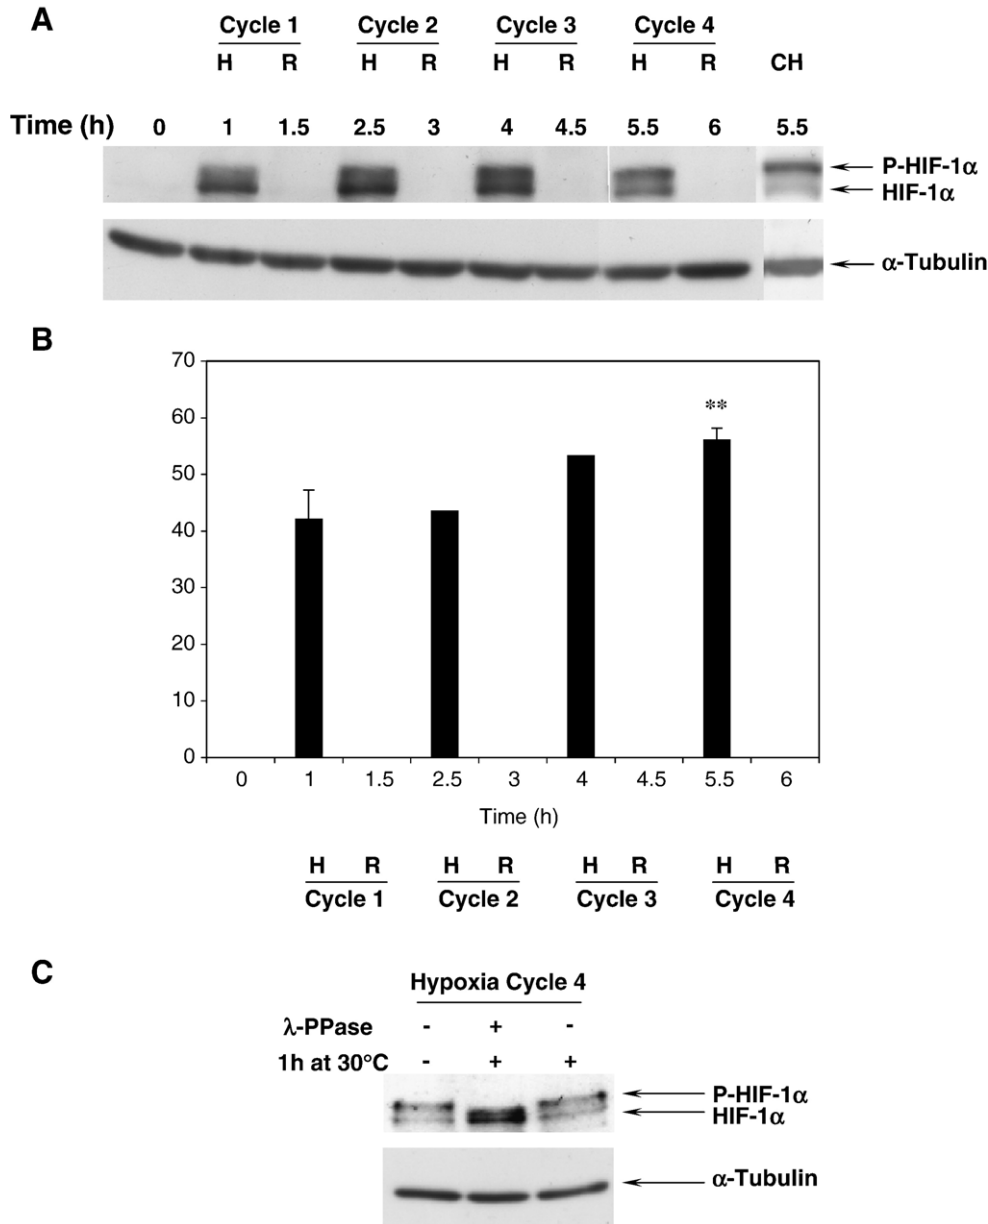 A
Cycle 1 Cycle 2 Cycle 3 Cycle 4
H R H R H R H R CH
Time (h) 0 1 1.5 2.5 3 4 4.5 5.5 6 5.5
P-HIF-1α
HIF-1α
α-Tubulin
B
70
60
**
50
40
30
20
10
0
0 1 1.5 2.5 3 4 4.5 5.5 6
Time (h)
H R H R H R H R
Cycle 1 Cycle 2 Cycle 3 Cycle 4
C
Hypoxia Cycle 4
λ-PPase - + -
1h at 30°C - + +
P-HIF-1α
HIF-1α
α-Tubulin